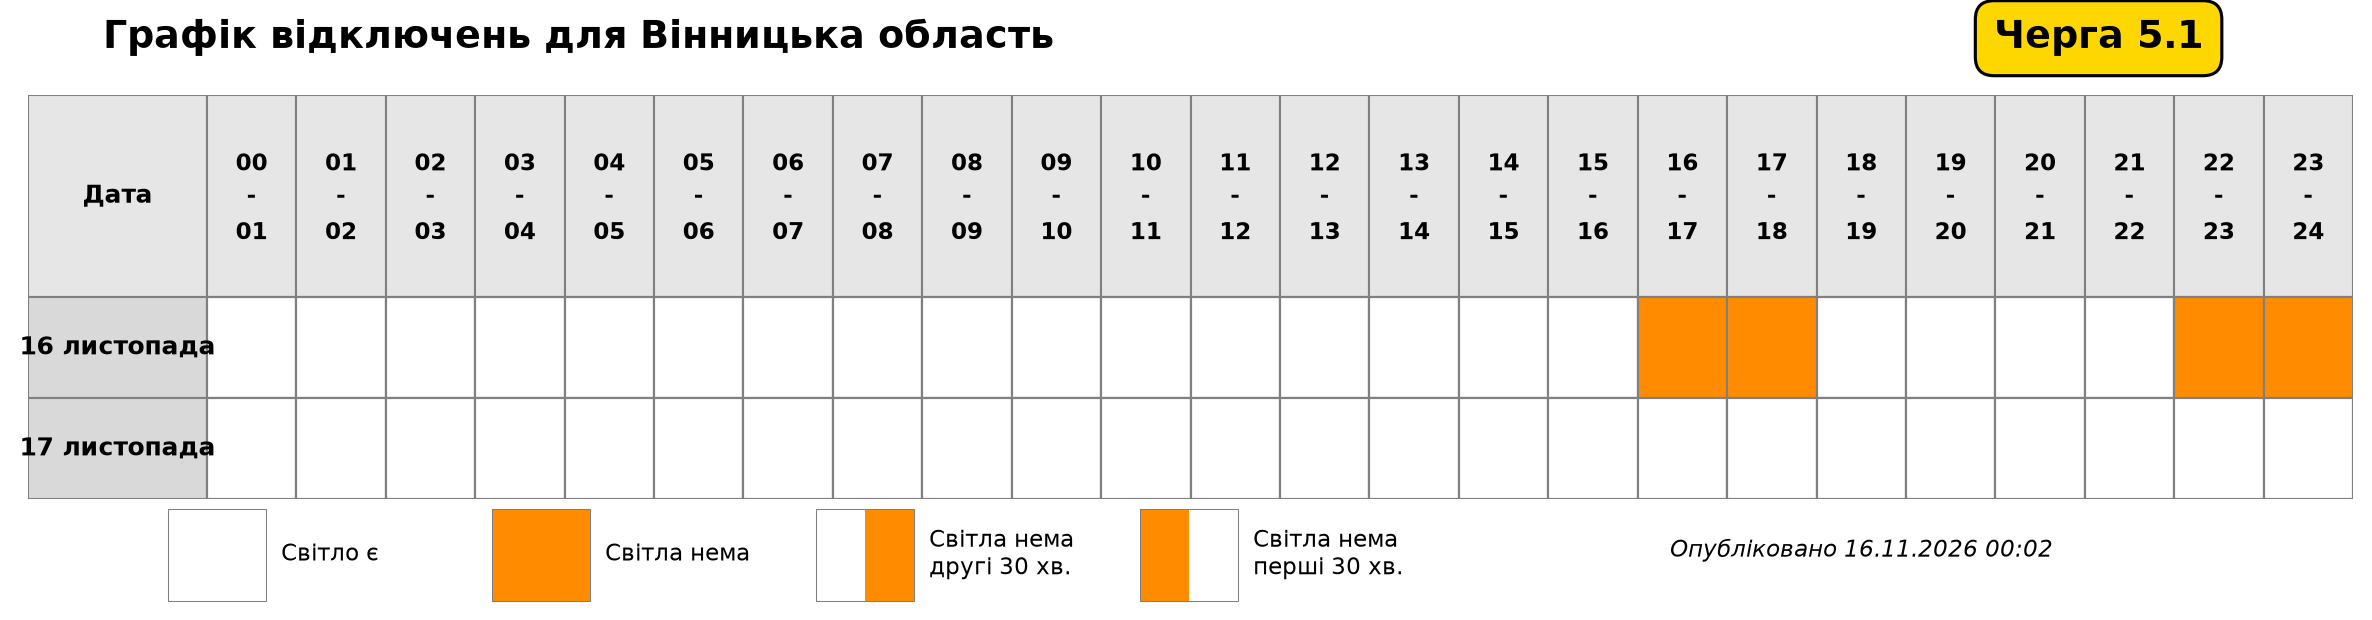 Графік відключень для Вінницька область
Черга 5.1
Дата
00 - 01
01 - 02
02 - 03
03 - 04
04 - 05
05 - 06
06 - 07
07 - 08
08 - 09
09 - 10
10 - 11
11 - 12
12 - 13
13 - 14
14 - 15
15 - 16
16 - 17
17 - 18
18 - 19
19 - 20
20 - 21
21 - 22
22 - 23
23 - 24
16 листопада
17 листопада
Світло є
Світла нема
Світла нема
другі 30 хв.
Світла нема
перші 30 хв.
Опубліковано 16.11.2026 00:02